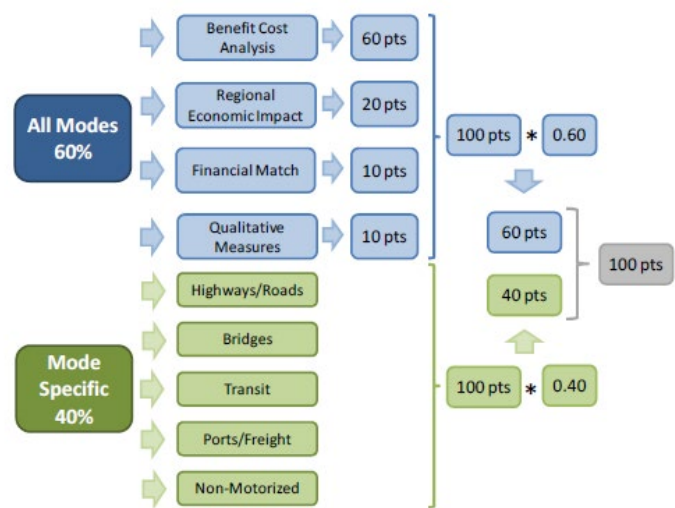 Benefit Cost
Analysis
60 pts
All Modes
60%
Regional
Economic Impact
20 pts
Financial Match
10 pts
Qualitative
Measures
10 pts
100 pts * 0.60
60 pts
100 pts
40 pts
Mode
Specific
40%
Highways/Roads
Bridges
Transit
Ports/Freight
Non-Motorized
100 pts * 0.40